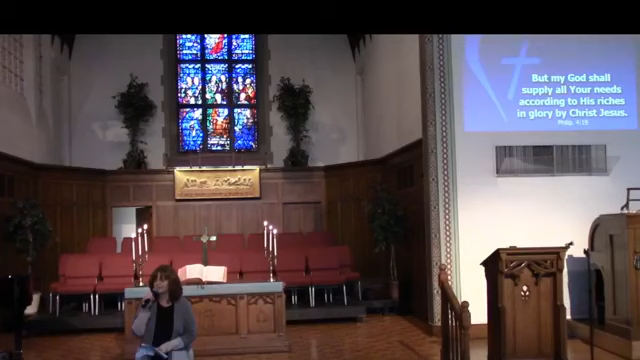 But my God shall
supply all Your needs
according to His riches
in glory by Christ Jesus.
Philip. 4:19